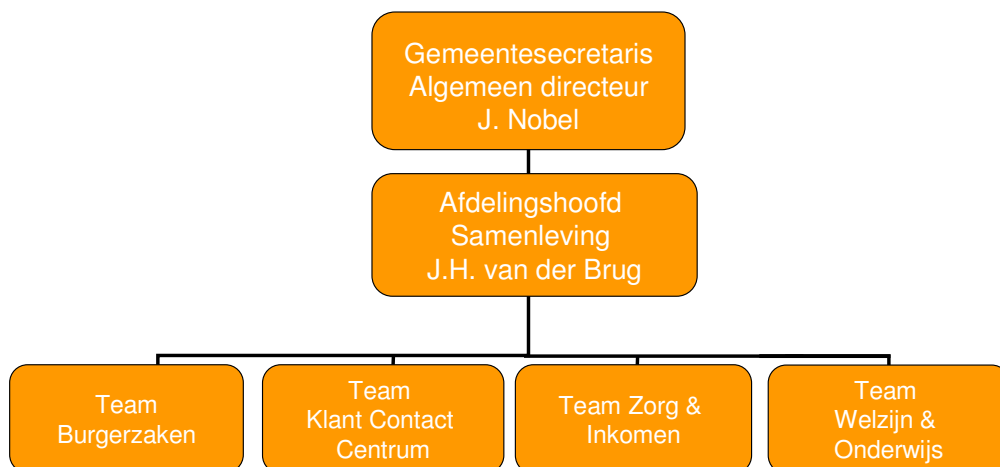 Gemeentesecretaris
Algemeen directeur
J. Nobel
Afdelingshoofd
Samenleving
J.H. van der Brug
Team
Burgerzaken
Team
Klant Contact
Centrum
Team Zorg &
Inkomen
Team
Welzijn &
Onderwijs